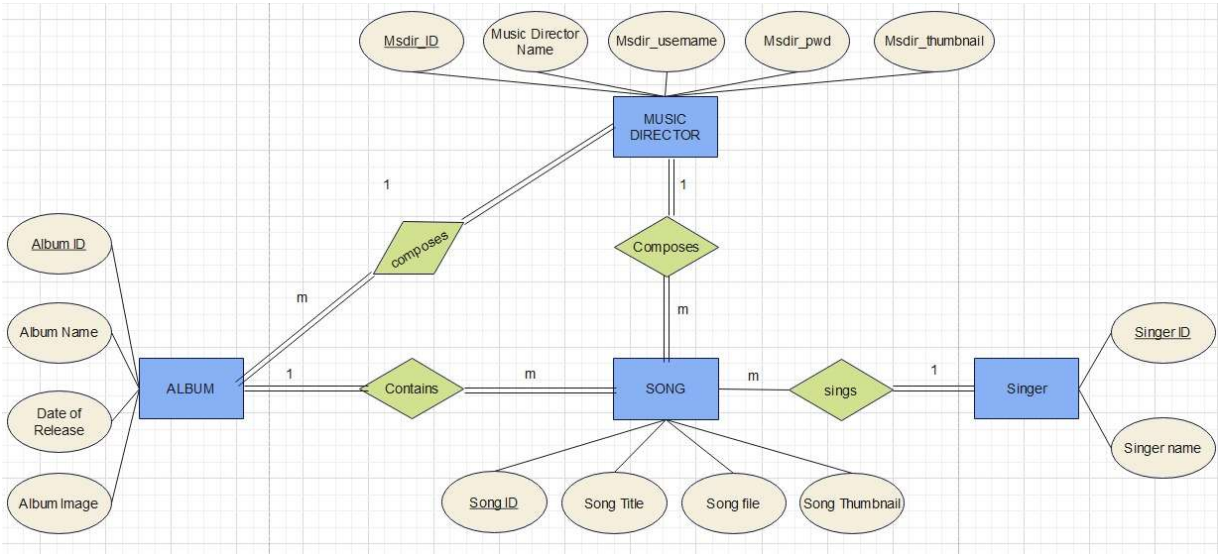 Msdir_ID
Music Director
Name
Msdir_username
Msdir_pwd
Msdir_thumbnail
MUSIC
DIRECTOR
1
1
composes
Composes
Album ID
m
m
Album Name
Singer ID
ALBUM
1
Contains
m
SONG
m
sings
1
Singer
Date of
Release
Singer name
Album Image
Song ID
Song Title
Song file
Song Thumbnail